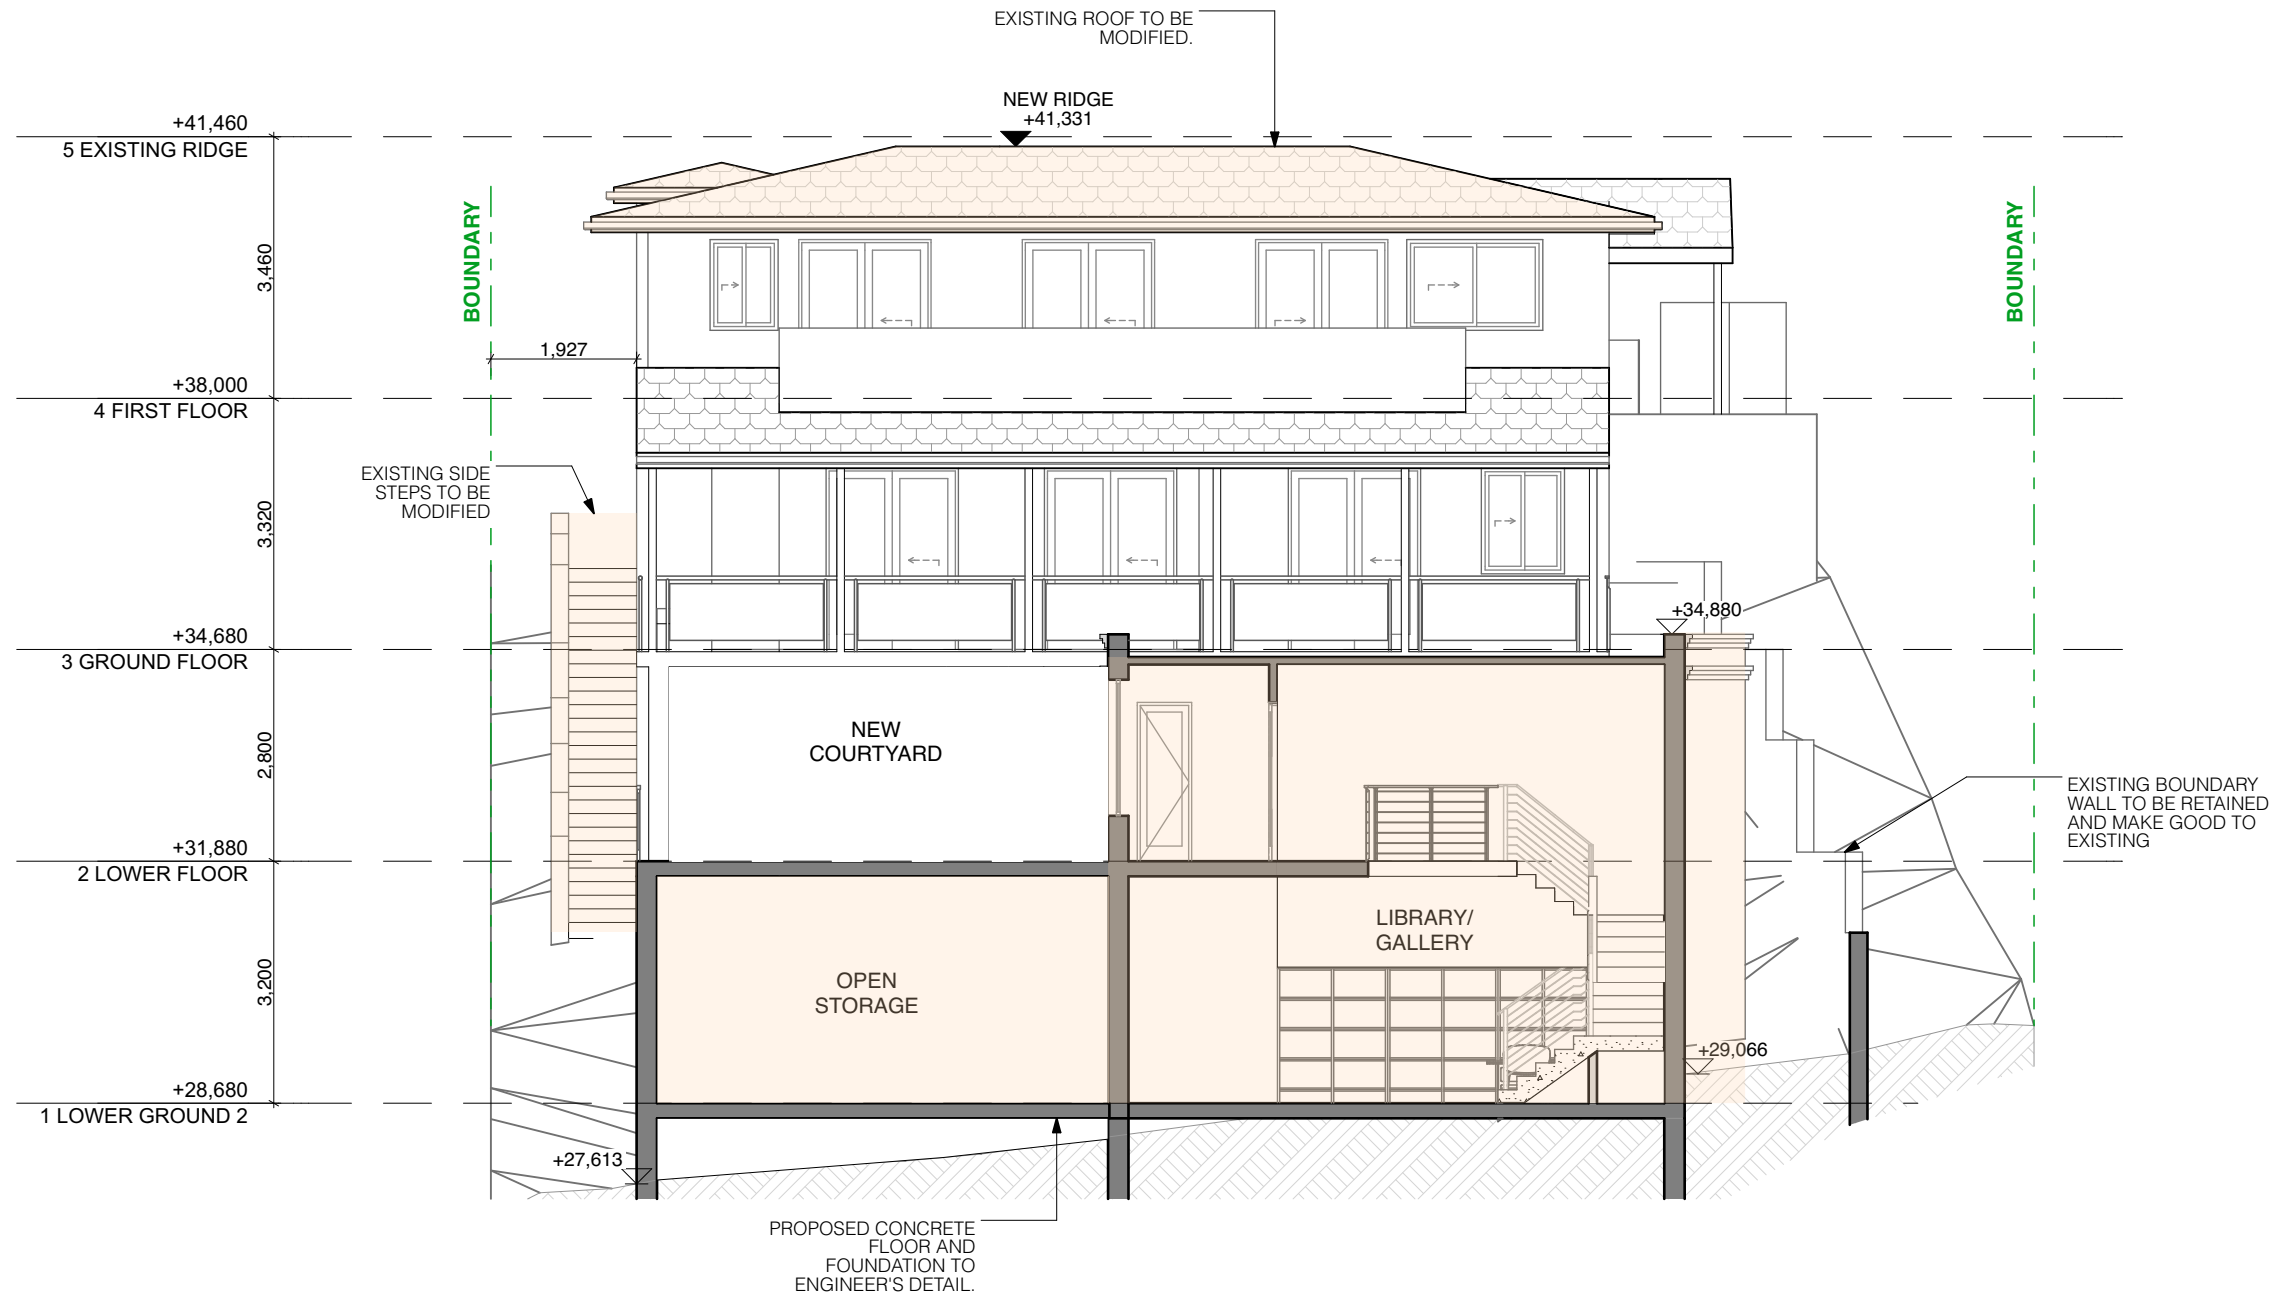 EXISTING ROOF TO BE
MODIFIED.
NEW RIDGE
+41,331
+41,460
5 EXISTING RIDGE
BOUNDARY
BOUNDARY
3,460
1,927
+38,000
4 FIRST FLOOR
EXISTING SIDE
STEPS TO BE
MODIFIED
3,320
+34,880
+34,680
3 GROUND FLOOR
NEW
COURTYARD
2,800
EXISTING BOUNDARY
WALL TO BE RETAINED
AND MAKE GOOD TO
EXISTING
+31,880
2 LOWER FLOOR
LIBRARY/
GALLERY
OPEN
STORAGE
3,200
+29,066
+28,680
1 LOWER GROUND 2
+27,613
PROPOSED CONCRETE
FLOOR AND
FOUNDATION TO
ENGINEER'S DETAIL.